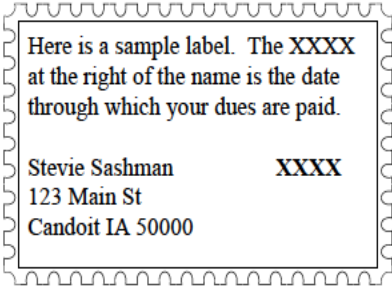 Here is a sample label.  The XXXX
at the right of the name is the date
through which your dues are paid.

Stevie Sashman XXXX
123 Main St
Candoit IA 50000